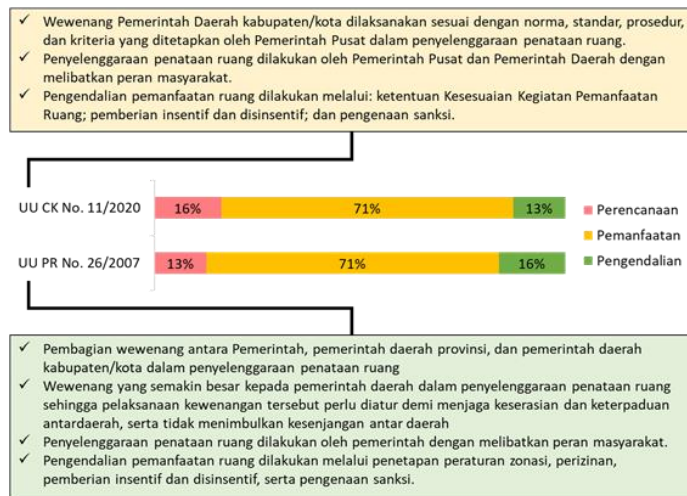 ✓ Wewenang Pemerintah Daerah kabupaten/kota dilaksanakan sesuai dengan norma, standar, prosedur,
dan kriteria yang ditetapkan oleh Pemerintah Pusat dalam penyelenggaraan penataan ruang.
✓ Penyelenggaraan penataan ruang dilakukan oleh Pemerintah Pusat dan Pemerintah Daerah dengan
melibatkan peran masyarakat.
✓ Pengendalian pemanfaatan ruang dilakukan melalui: ketentuan Kesesuaian Kegiatan Pemanfaatan
Ruang; pemberian insentif dan disinsentif; dan pengenaan sanksi.
UU CK No. 11/2020 16% 71% 13%
UU PR No. 26/2007 13% 71% 16%
Perencanaan
Pemanfaatan
Pengendalian
✓ Pembagian wewenang antara Pemerintah, pemerintah daerah provinsi, dan pemerintah daerah
kabupaten/kota dalam penyelenggaraan penataan ruang
✓ Wewenang yang semakin besar kepada pemerintah daerah dalam penyelenggaraan penataan ruang
sehingga pelaksanaan kewenangan tersebut perlu diatur demi menjaga keserasian dan keterpaduan
antardaerah, serta tidak menimbulkan kesenjangan antar daerah
✓ Penyelenggaraan penataan ruang dilakukan oleh pemerintah dengan melibatkan peran masyarakat.
✓ Pengendalian pemanfaatan ruang dilakukan melalui penetapan peraturan zonasi, perizinan,
pemberian insentif dan disinsentif, serta pengenaan sanksi.